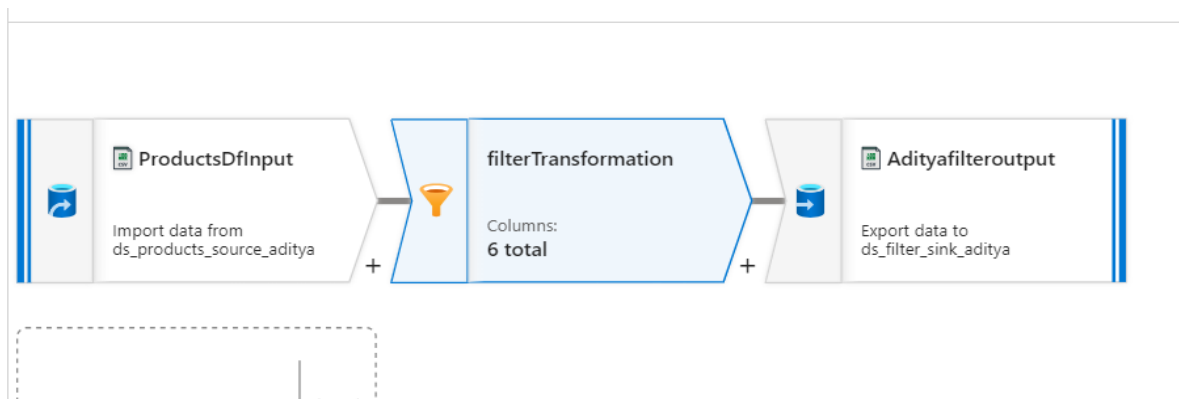 ProductsDfInput
Import data from
ds_products_source_aditya
+
filterTransformation
Columns:
6 total
+
Adityafilteroutput
Export data to
ds_filter_sink_aditya